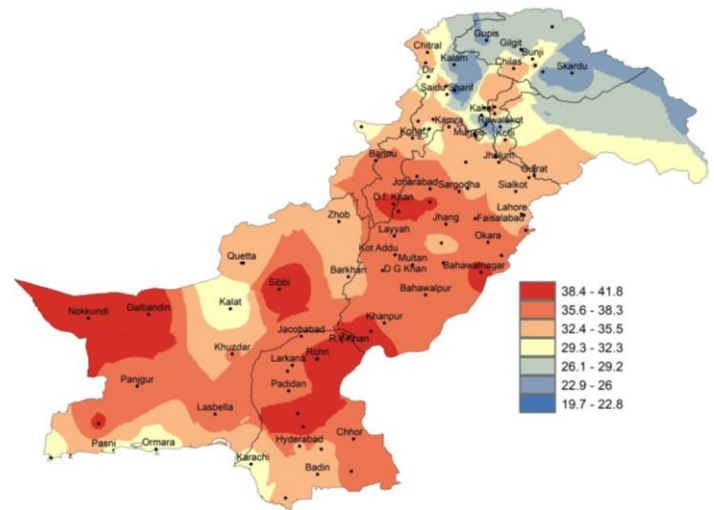 Gupis
Chitral
Gilgit
Kalam
Bunji
Chilas
Skardu
Dir
Saidu Sharif
Kamra
Rawalakot
Kotli
Bannu
Jhelum
Gujrat
Joharabad
Sargodha
Sialkot
D.I. Khan
Lahore
Zhob
Jhang
Faisalabad
Layyah
Okara
Quetta
Kot Addu
Multan
Barkhan
D G Khan
Bahawalnagar
Sibbi
Bahawalpur
Kalat
Nokkundi
Dalbandin
Khanpur
Jacobabad
R.Y.Khan
Khuzdar
Rohri
Larkana
Panjgur
Padidan
Lasbella
Chhor
Hyderabad
Pasni
Ormara
Karachi
Badin
38.4 - 41.8
35.6 - 38.3
32.4 - 35.5
29.3 - 32.3
26.1 - 29.2
22.9 - 26
19.7 - 22.8